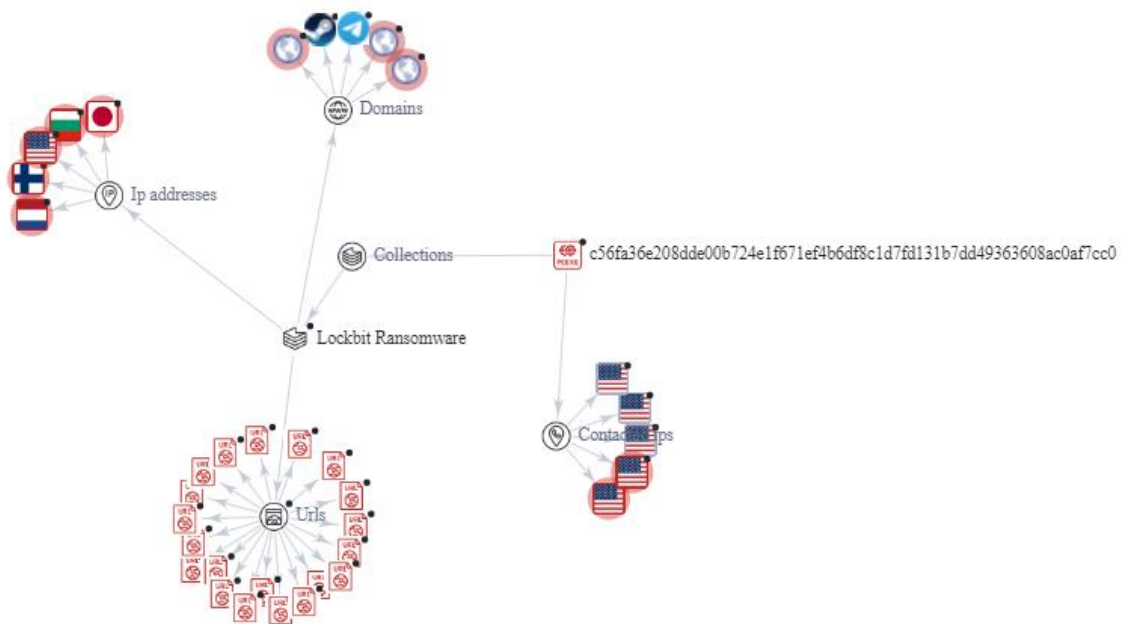 Domains
Ip addresses
Collections
c56fa36e208dde00b724e1f671ef4b6df8c1d7fd131b7dd49363608ac0af7cc0
Lockbit Ransomware
Urls